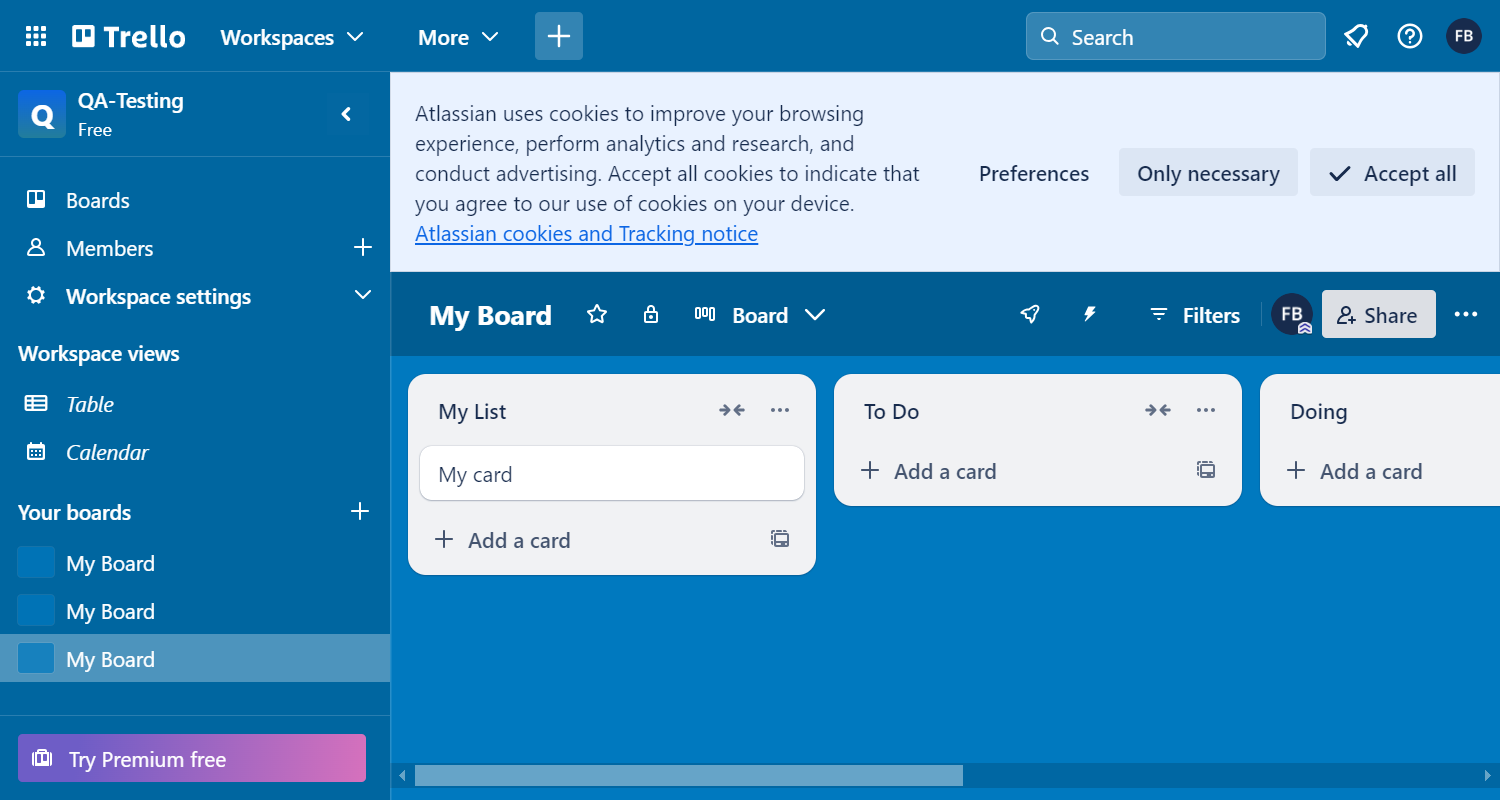 Trello
Workspaces
More
Search
FB
Q
QA-Testing
Free
Boards
Members
Workspace settings
Workspace views
Table
Calendar
Your boards
My Board
My Board
My Board
Try Premium free
Atlassian uses cookies to improve your browsing
experience, perform analytics and research, and
conduct advertising. Accept all cookies to indicate that
you agree to our use of cookies on your device.
Atlassian cookies and Tracking notice
Preferences
Only necessary
Accept all
My Board
Board
Filters
FB
Share
My List
My card
Add a card
To Do
Add a card
Doing
Add a card